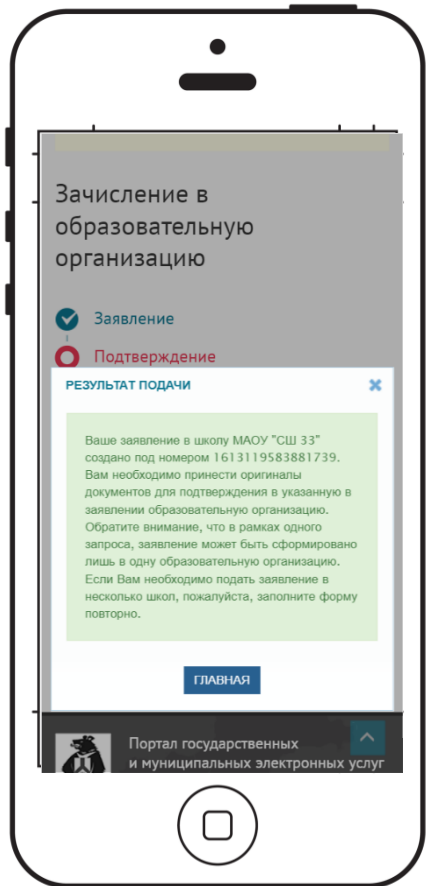 Зачисление в
образовательную
организацию
Заявление
Подтверждение
РЕЗУЛЬТАТ ПОДАЧИ
Ваше заявление в школу МАОУ "СШ 33"
создано под номером 1613119583881739.
Вам необходимо принести оригиналы
документов для подтверждения в указанную в
заявлении образовательную организацию.
Обратите внимание, что в рамках одного
запроса, заявление может быть сформировано
лишь в одну образовательную организацию.
Если Вам необходимо подать заявление в
несколько школ, пожалуйста, заполните форму
повторно.
ГЛАВНАЯ
Портал государственных
и муниципальных электронных услуг